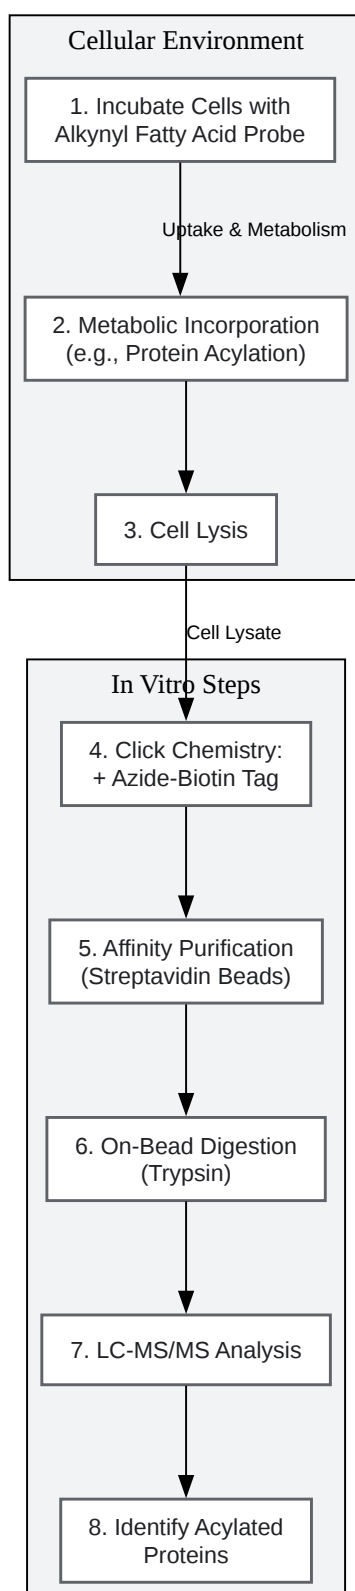 Cellular Environment
1. Incubate Cells with
Alkynyl Fatty Acid Probe
Uptake & Metabolism
2. Metabolic Incorporation
(e.g., Protein Acylation)
3. Cell Lysis
Cell Lysate
In Vitro Steps
4. Click Chemistry:
+ Azide-Biotin Tag
5. Affinity Purification
(Streptavidin Beads)
6. On-Bead Digestion
(Trypsin)
7. LC-MS/MS Analysis
8. Identify Acylated
Proteins